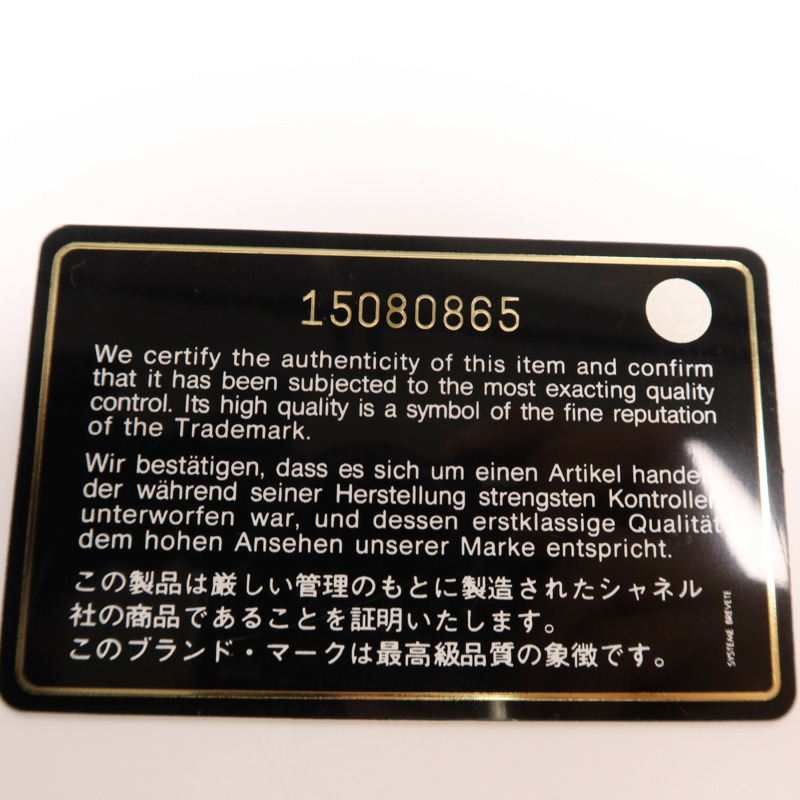 15080865
We certify the authenticity of this item and confirm
that it has been subjected to the most exacting quality
control. Its high quality is a symbol of the fine reputation
of the Trademark.
Wir bestätigen, dass es sich um einen Artikel handelt
der während seiner Herstellung strengsten Kontrollen
unterworfen war, und dessen erstklassige Qualität
dem hohen Ansehen unserer Marke entspricht.
この製品は厳しい管理のもとに製造されたシャネル
社の商品であることを証明いたします。
このブランド・マークは最高級品質の象徴です。
SYSTEME BREVETE